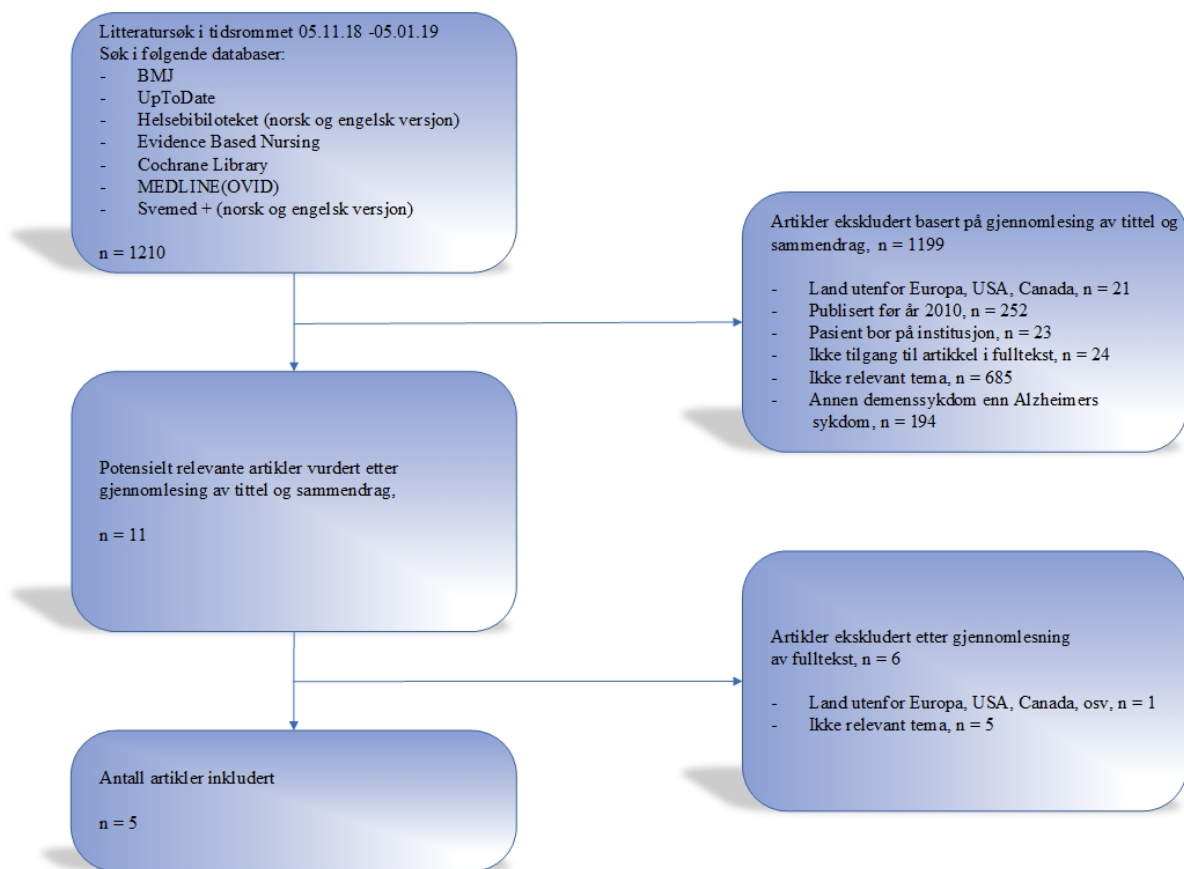 Litteratursøk i tidsrommet 05.11.18 -05.01.19
Søk i følgende databaser:
- BMJ
- UpToDate
- Helsebibiloteket (norsk og engelsk versjon)
- Evidence Based Nursing
- Cochrane Library
- MEDLINE(OVID)
- Svemed + (norsk og engelsk versjon)
n = 1210
Artikler ekskludert basert på gjennomlesing av tittel og
sammendrag, n = 1199
- Land utenfor Europa, USA, Canada, n = 21
- Publisert før år 2010, n = 252
- Pasient bor på institusjon, n = 23
- Ikke tilgang til artikkel i fulltekst, n = 24
- Ikke relevant tema, n = 685
- Annen demenssykdom enn Alzheimers
sykdom, n = 194
Potensielt relevante artikler vurdert etter
gjennomlesing av tittel og sammendrag,
n = 11
Artikler ekskludert etter gjennomlesning
av fulltekst, n = 6
- Land utenfor Europa, USA, Canada, osv, n = 1
- Ikke relevant tema, n = 5
Antall artikler inkludert
n = 5